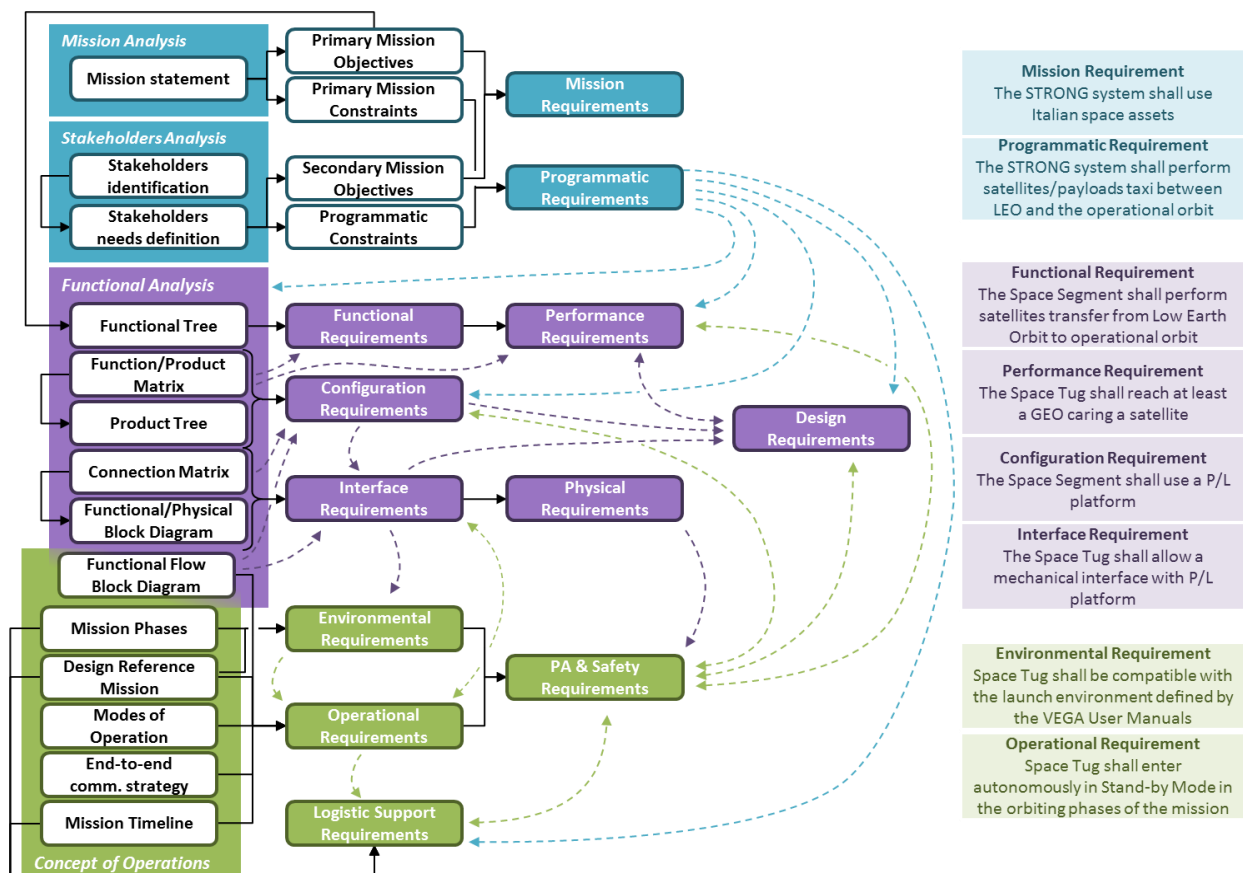 Mission Analysis
Mission statement
Primary Mission
Objectives
Primary Mission
Constraints
Mission
Requirements
Stakeholders Analysis
Stakeholders
identification
Stakeholders
needs definition
Secondary Mission
Objectives
Programmatic
Constraints
Programmatic
Requirements
Functional Analysis
Functional Tree
Function/Product
Matrix
Product Tree
Connection Matrix
Functional/Physical
Block Diagram
Functional Flow
Block Diagram
Functional
Requirements
Performance
Requirements
Configuration
Requirements
Design
Requirements
Interface
Requirements
Physical
Requirements
Mission Phases
Design Reference
Mission
Modes of
Operation
End-to-end
comm. strategy
Mission Timeline
Concept of Operations
Environmental
Requirements
PA & Safety
Requirements
Operational
Requirements
Logistic Support
Requirements
Mission Requirement
The STRONG system shall use
Italian space assets
Programmatic Requirement
The STRONG system shall perform
satellites/payloads taxi between
LEO and the operational orbit
Functional Requirement
The Space Segment shall perform
satellites transfer from Low Earth
Orbit to operational orbit
Performance Requirement
The Space Tug shall reach at least
a GEO caring a satellite
Configuration Requirement
The Space Segment shall use a P/L
platform
Interface Requirement
The Space Tug shall allow a
mechanical interface with P/L
platform
Environmental Requirement
Space Tug shall be compatible with
the launch environment defined by
the VEGA User Manuals
Operational Requirement
Space Tug shall enter
autonomously in Stand-by Mode in
the orbiting phases of the mission